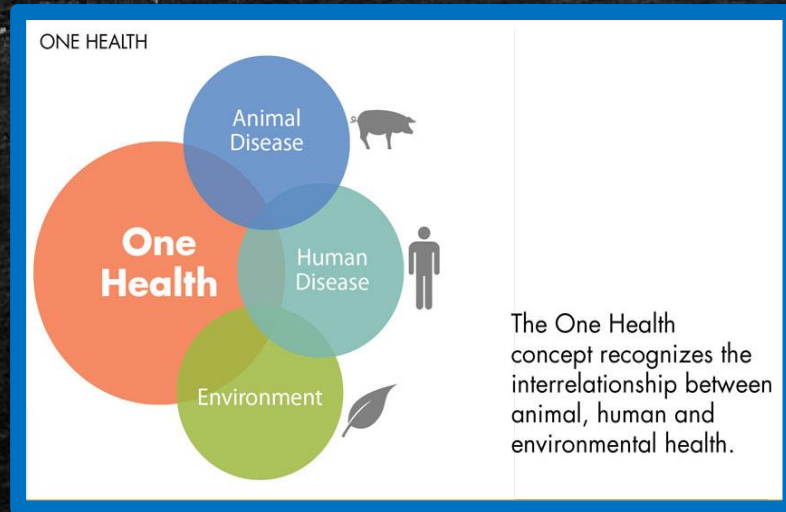 ONE HEALTH
Animal
Disease
One
Health
Human
Disease
Environment
The One Health
concept recognizes the
interrelationship between
animal, human and
environmental health.